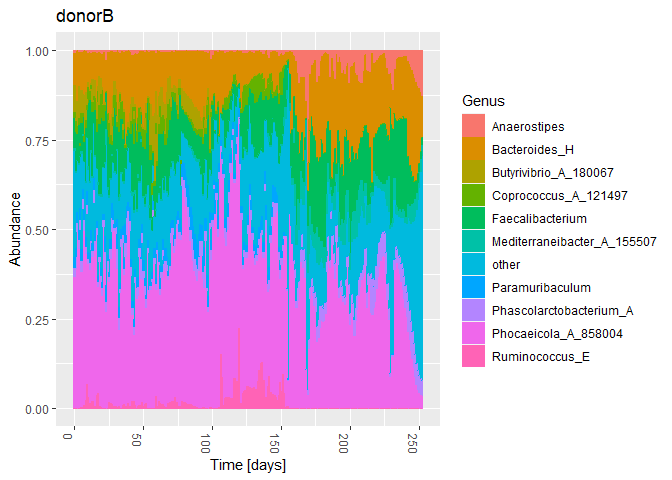 donorB
1.00
0.75
0.50
0.25
0.00
Abundance
0
50
100
150
200
250
Time [days]
Genus
Anaerostipes
Bacteroides_H
Butyrivibrio_A_180067
Coprococcus_A_121497
Faecalibacterium
Mediterraneibacter_A_155507
other
Paramuribaculum
Phascolarctobacterium_A
Phocaeicola_A_858004
Ruminococcus_E